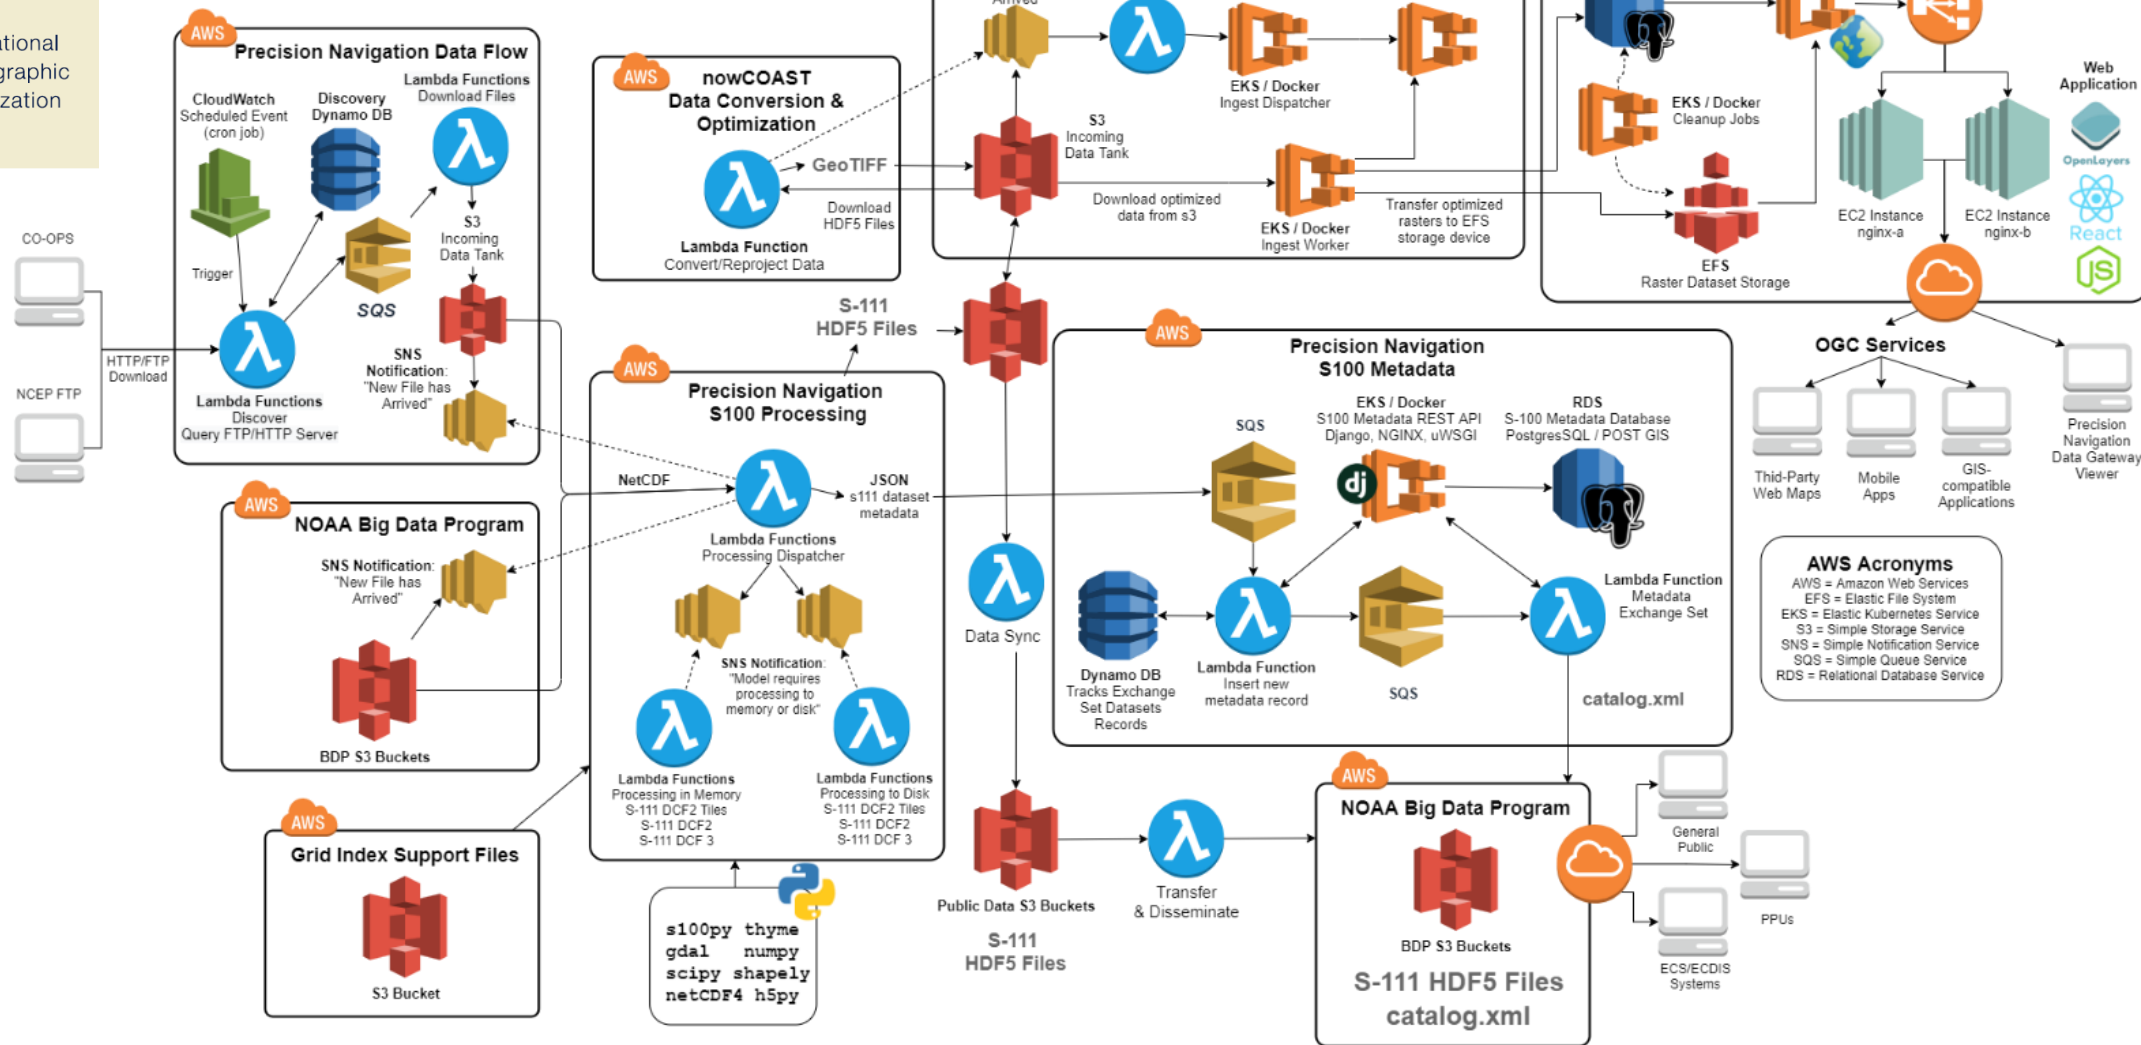 AWS
Precision Navigation Data Flow
CloudWatch
Scheduled Event
(cron job)
Discovery
Dynamo DB
Lambda Functions
Download Files
S3
Incoming
Data Tank
Trigger
SQS
SNS
Notification:
"New File has
Arrived"
Lambda Functions
Discover
Query FTP/HTTP Server
CO-OPS
NCEP FTP
HTTP/FTP
Download
AWS
nowCOAST
Data Conversion &
Optimization
GeoTIFF
Download
HDF5 Files
Lambda Function
Convert/Reproject Data
S3
Incoming
Data Tank
EKS / Docker
Ingest Dispatcher
Download optimized
data from s3
EKS / Docker
Ingest Worker
Transfer optimized
rasters to EFS
storage device
EKS / Docker
Cleanup Jobs
EFS
Raster Dataset Storage
EC2 Instance
nginx-a
EC2 Instance
nginx-b
Web
Application
OpenLayers
React
JS
OGC Services
Thid-Party
Web Maps
Mobile
Apps
GIS-
compatible
Applications
Precision
Navigation
Data Gateway
Viewer
S-111
HDF5 Files
AWS
Precision Navigation
S100 Processing
NetCDF
JSON
s111 dataset
metadata
Lambda Functions
Processing Dispatcher
SNS Notification:
"Model requires
processing to
memory or disk"
Lambda Functions
Processing in Memory
S-111 DCF2 Tiles
S-111 DCF2
S-111 DCF 3
Lambda Functions
Processing to Disk
S-111 DCF2 Tiles
S-111 DCF2
S-111 DCF 3
AWS
NOAA Big Data Program
SNS Notification:
"New File has
Arrived"
BDP S3 Buckets
AWS
Grid Index Support Files
S3 Bucket
s100py thyme
gdal numpy
scipy shapely
netCDF4 h5py
Data Sync
Public Data S3 Buckets
S-111
HDF5 Files
Transfer
& Disseminate
AWS
Precision Navigation
S100 Metadata
SQS
EKS / Docker
S100 Metadata REST API
Django, NGINX, uWSGI
dj
RDS
S-100 Metadata Database
PostgresSQL / POST GIS
Dynamo DB
Tracks Exchange
Set Datasets
Records
Lambda Function
Insert new
metadata record
SQS
Lambda Function
Metadata
Exchange Set
catalog.xml
AWS Acronyms
AWS = Amazon Web Services
EFS = Elastic File System
EKS = Elastic Kubernetes Service
S3 = Simple Storage Service
SNS = Simple Notification Service
SQS = Simple Queue Service
RDS = Relational Database Service
AWS
NOAA Big Data Program
BDP S3 Buckets
S-111 HDF5 Files
catalog.xml
General
Public
PPUs
ECS/ECDIS
Systems